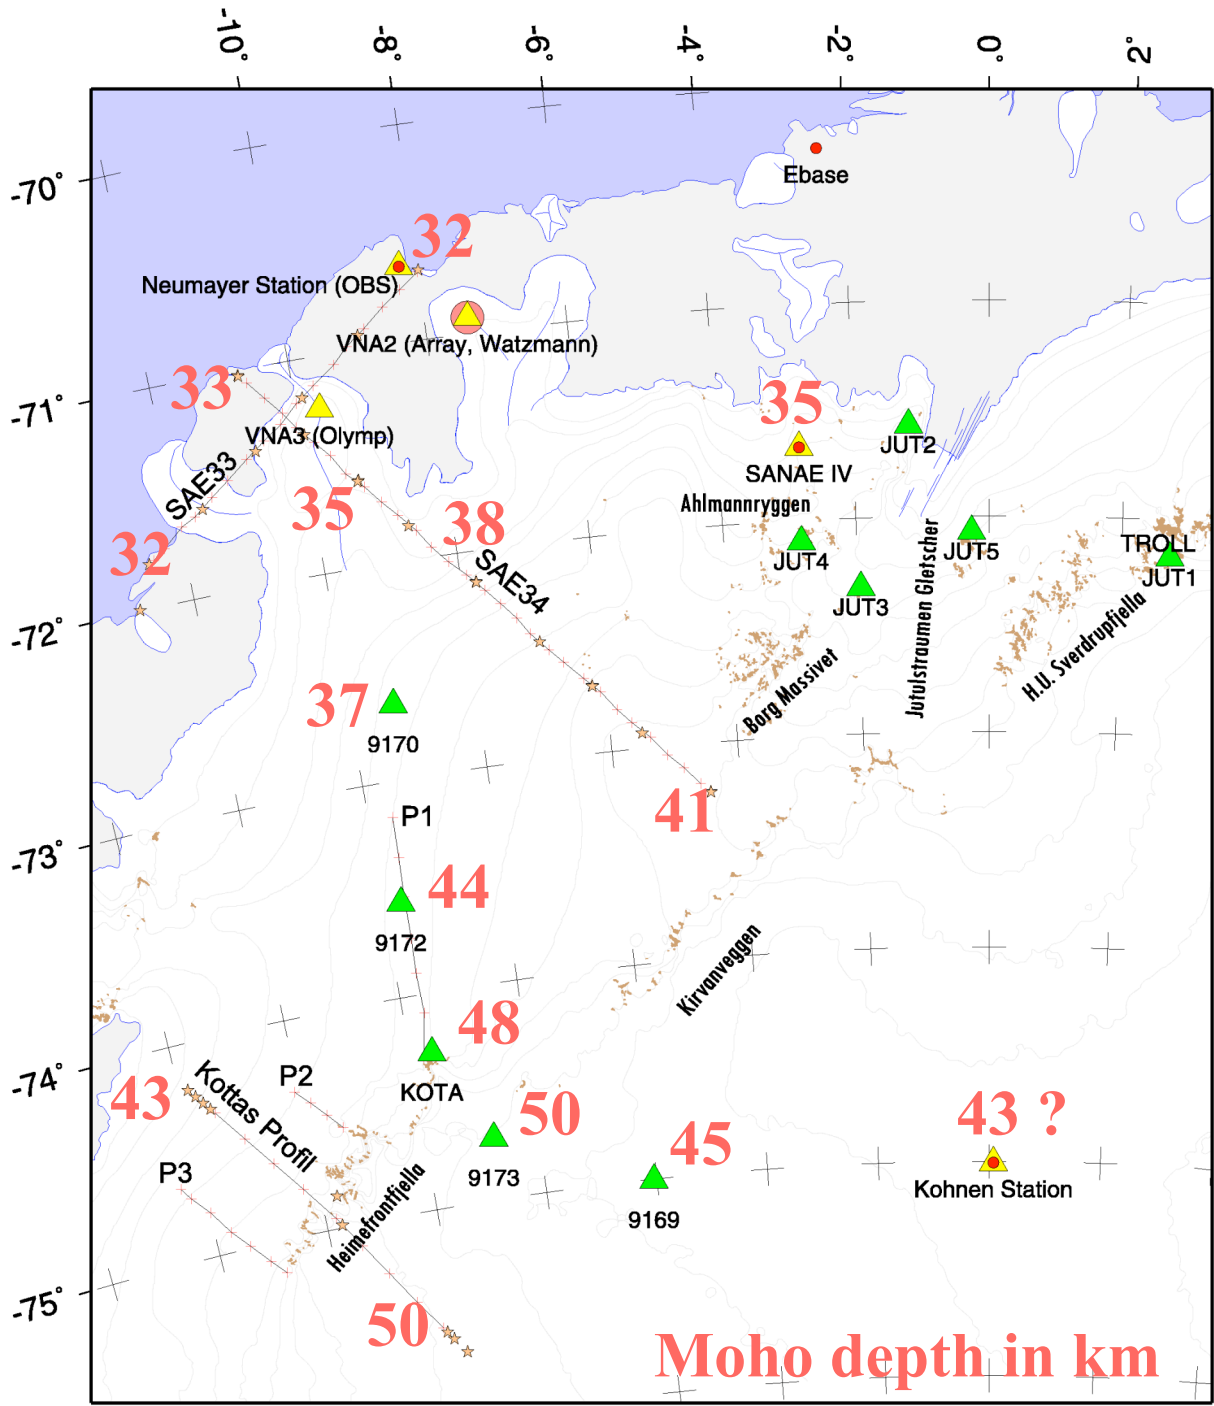 -10°
-8°
-6°
-4°
-2°
0°
2°
-70°
Ebase
32
Neumayer Station (OBS)
VNA2 (Array, Watzmann)
-71°
33
35
VNA3 (Olymp)
JUT2
SANAE IV
SAE33
Ahlmannryggen
35
38
32
SAE34
JUT4
JUT5
TROLL
JUT1
JUT3
Jutulstraumen Gletscher
H.U. Sverdrupfjella
-72°
Borg Massivet
37
9170
41
P1
-73°
44
9172
Kirvanveggen
48
-74°
43
Kottas Profil
P2
KOTA
50
45
43 ?
P3
9173
Kohnen Station
9169
Heimefrontfjella
-75°
50
Moho depth in km